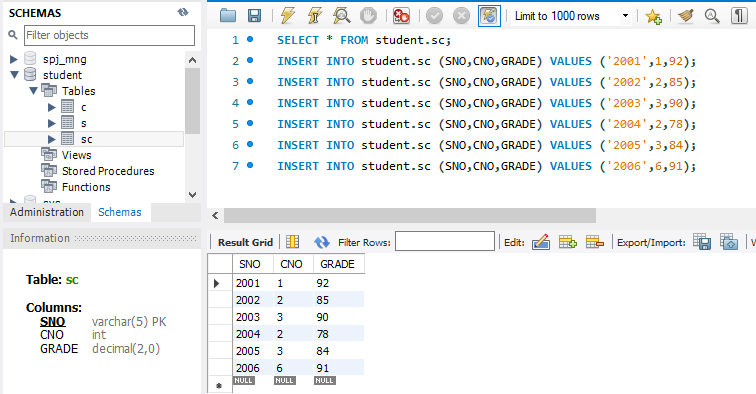 SCHEMAS
Filter objects
spj_mng
student
Tables
c
s
sc
Views
Stored Procedures
Functions
sys
Administration Schemas
Information
Table: sc
Columns:
SNO varchar(5) PK
CNO int
GRADE decimal(2,0)
Limit to 1000 rows
1 SELECT * FROM student.sc;
2 INSERT INTO student.sc (SNO,CNO,GRADE) VALUES ('2001',1,92);
3 INSERT INTO student.sc (SNO,CNO,GRADE) VALUES ('2002',2,85);
4 INSERT INTO student.sc (SNO,CNO,GRADE) VALUES ('2003',3,90);
5 INSERT INTO student.sc (SNO,CNO,GRADE) VALUES ('2004',2,78);
6 INSERT INTO student.sc (SNO,CNO,GRADE) VALUES ('2005',3,84);
7 INSERT INTO student.sc (SNO,CNO,GRADE) VALUES ('2006',6,91);
Result Grid Filter Rows: Edit: Export/Import:
SNO CNO GRADE
2001 1 92
2002 2 85
2003 3 90
2004 2 78
2005 3 84
2006 6 91
NULL NULL NULL